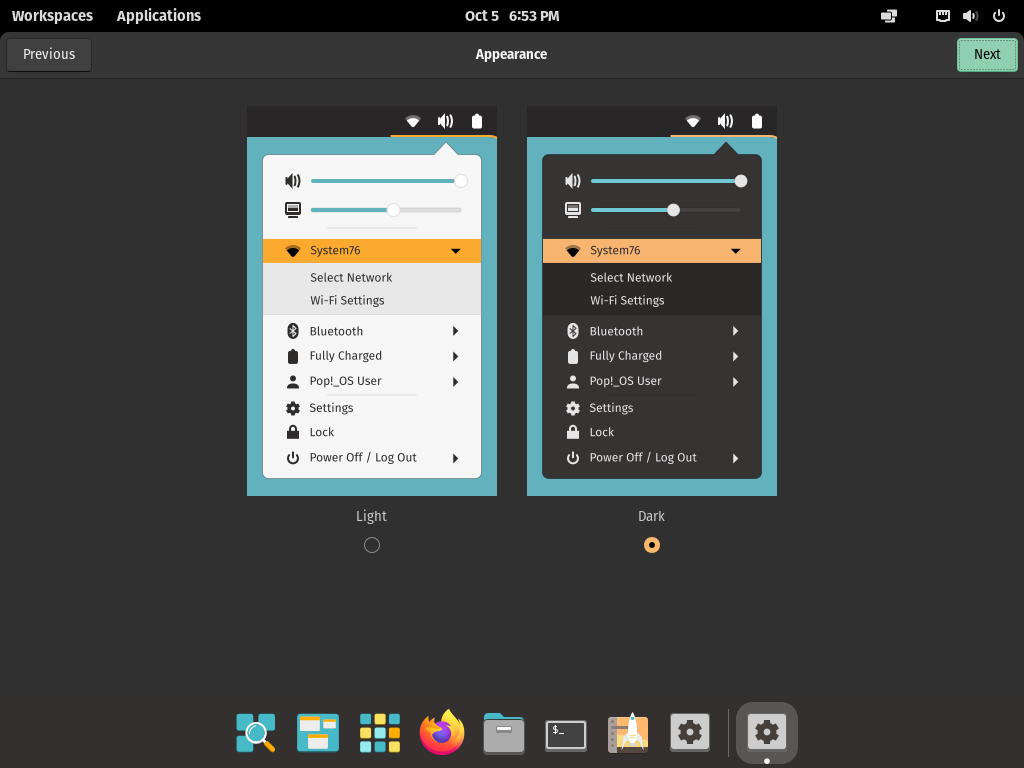 Workspaces Applications Oct 5 6:53 PM
Previous Appearance Next
System76
Select Network
Wi-Fi Settings
Bluetooth
Fully Charged
Pop!_OS User
Settings
Lock
Power Off / Log Out
Light
System76
Select Network
Wi-Fi Settings
Bluetooth
Fully Charged
Pop!_OS User
Settings
Lock
Power Off / Log Out
Dark
$_